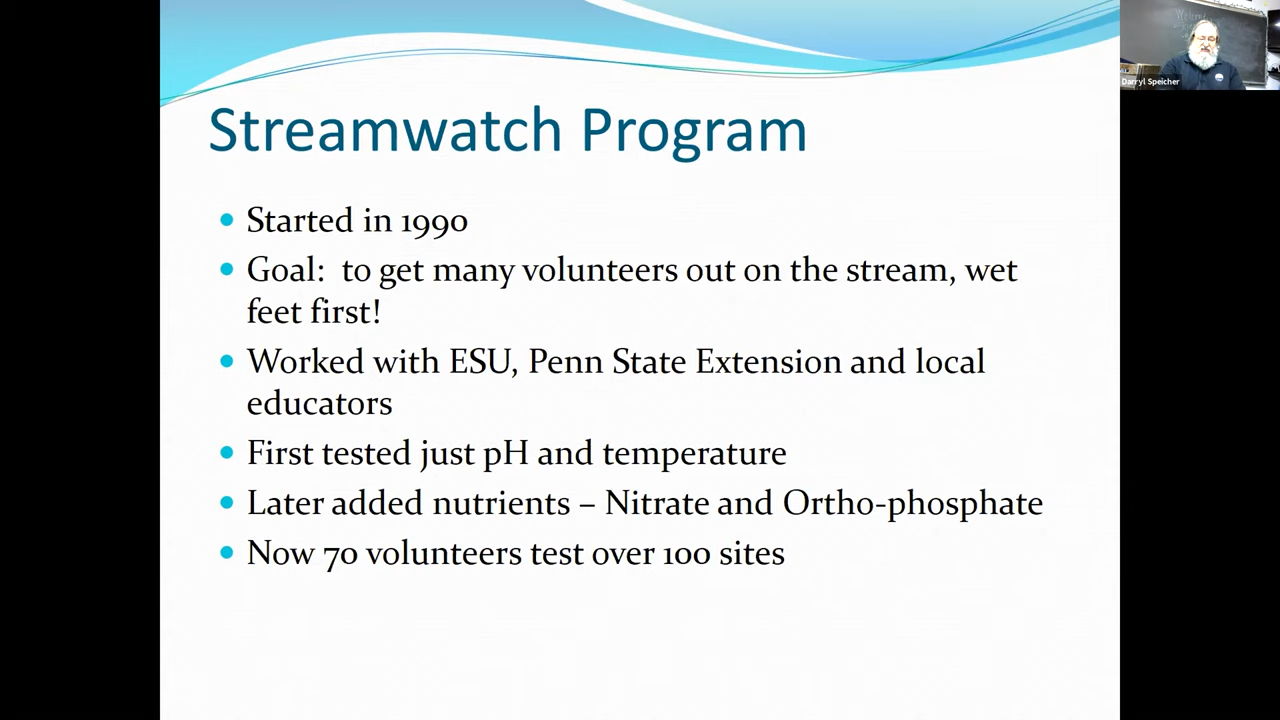 Streamwatch Program
Started in 1990
Goal:  to get many volunteers out on the stream, wet
feet first!
Worked with ESU, Penn State Extension and local
educators
First tested just pH and temperature
Later added nutrients – Nitrate and Ortho-phosphate
Now 70 volunteers test over 100 sites
Welcome
Darryl Speicher